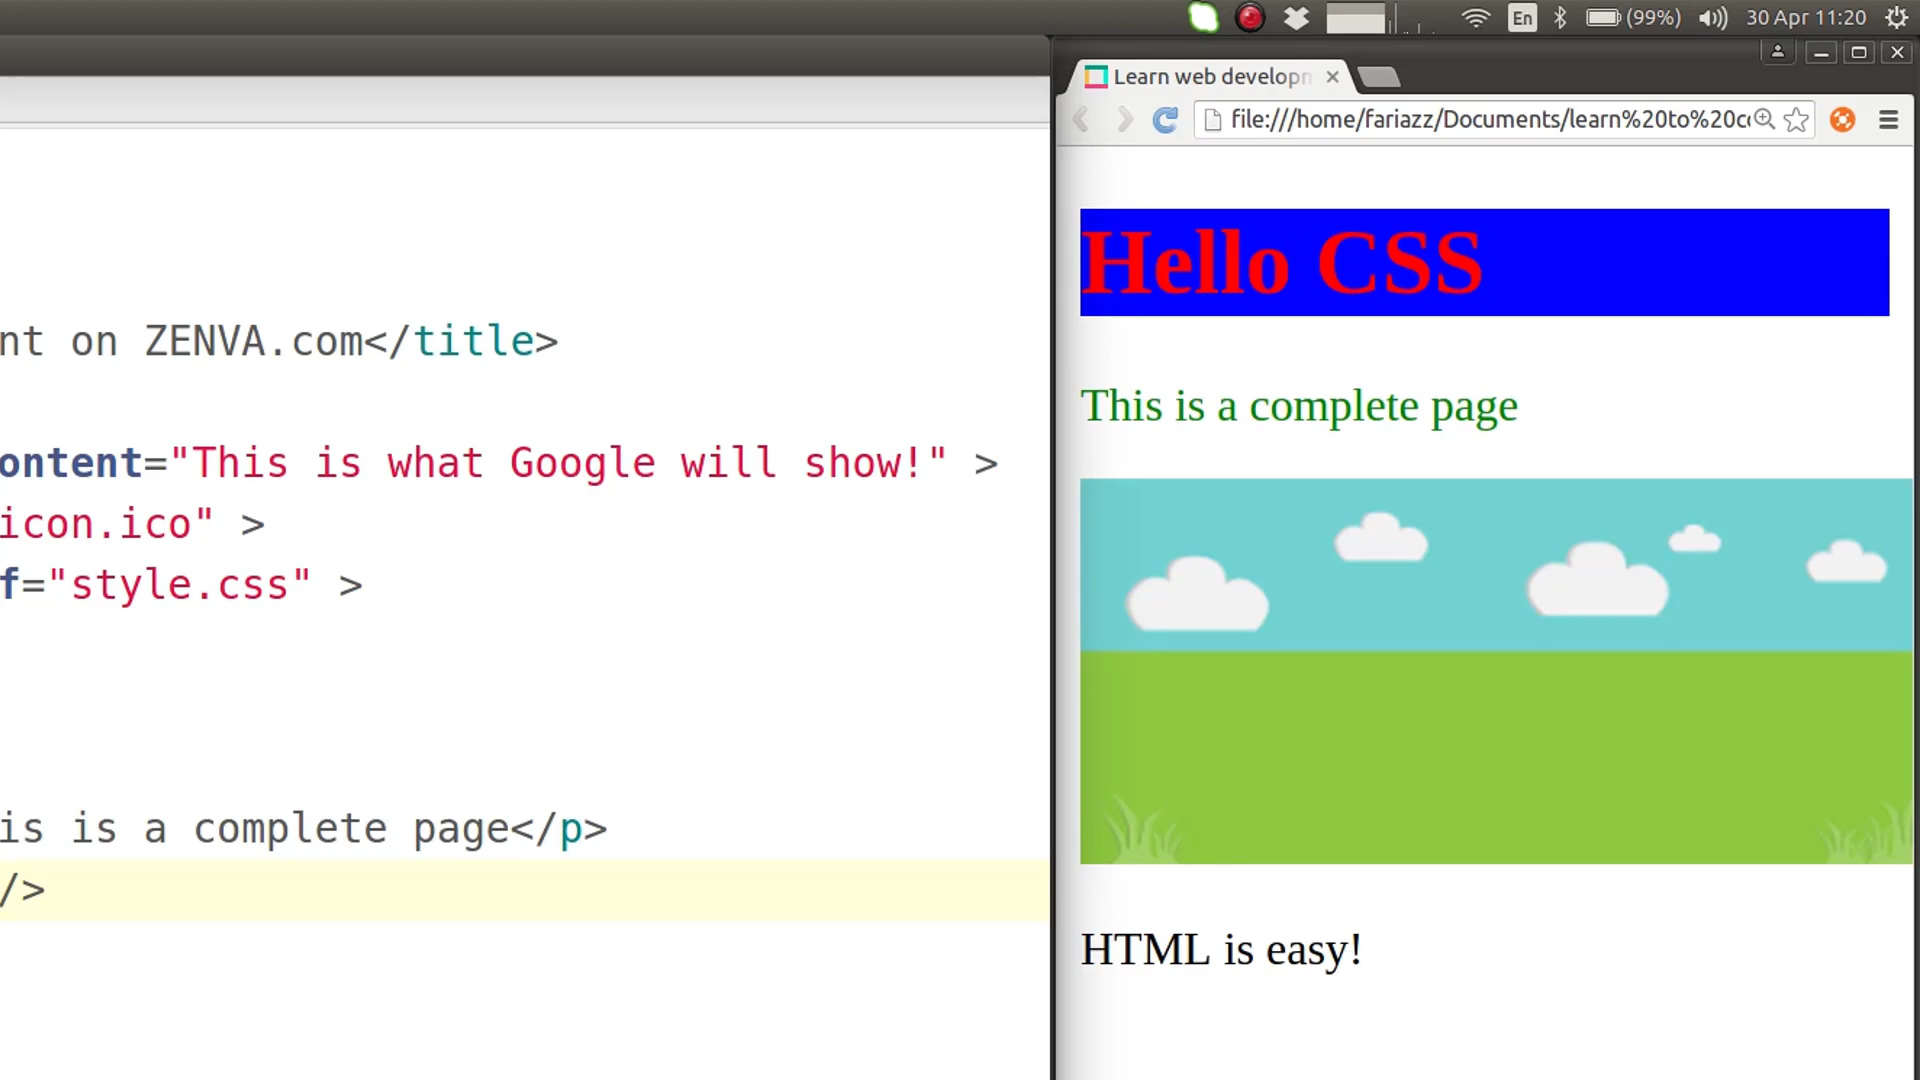 En
(99%)
30 Apr 11:20
Learn web developm
file:///home/fariazz/Documents/learn%20to%20co
nt on ZENVA.com</title>
ontent="This is what Google will show!" >
icon.ico" >
f="style.css" >
is is a complete page</p>
/>
Hello CSS
This is a complete page
HTML is easy!